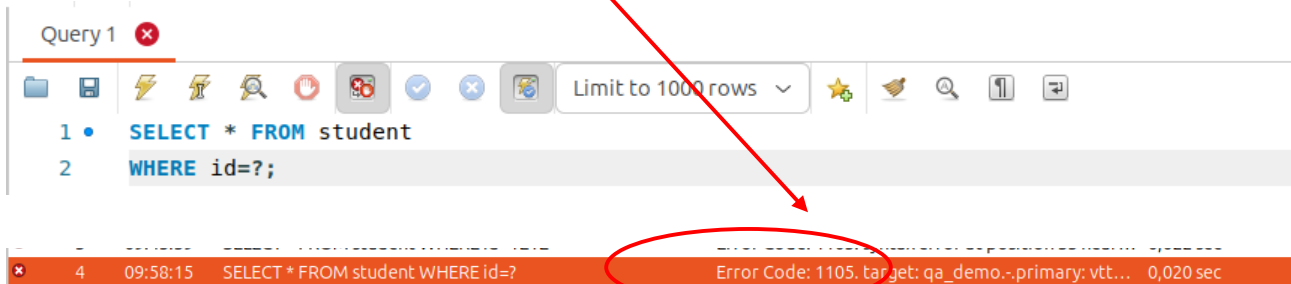 Query 1
Limit to 1000 rows
1 SELECT * FROM student
2 WHERE id=?;
4 09:58:15 SELECT * FROM student WHERE id=? Error Code: 1105. target: qa_demo.-.primary: vtt... 0,020 sec